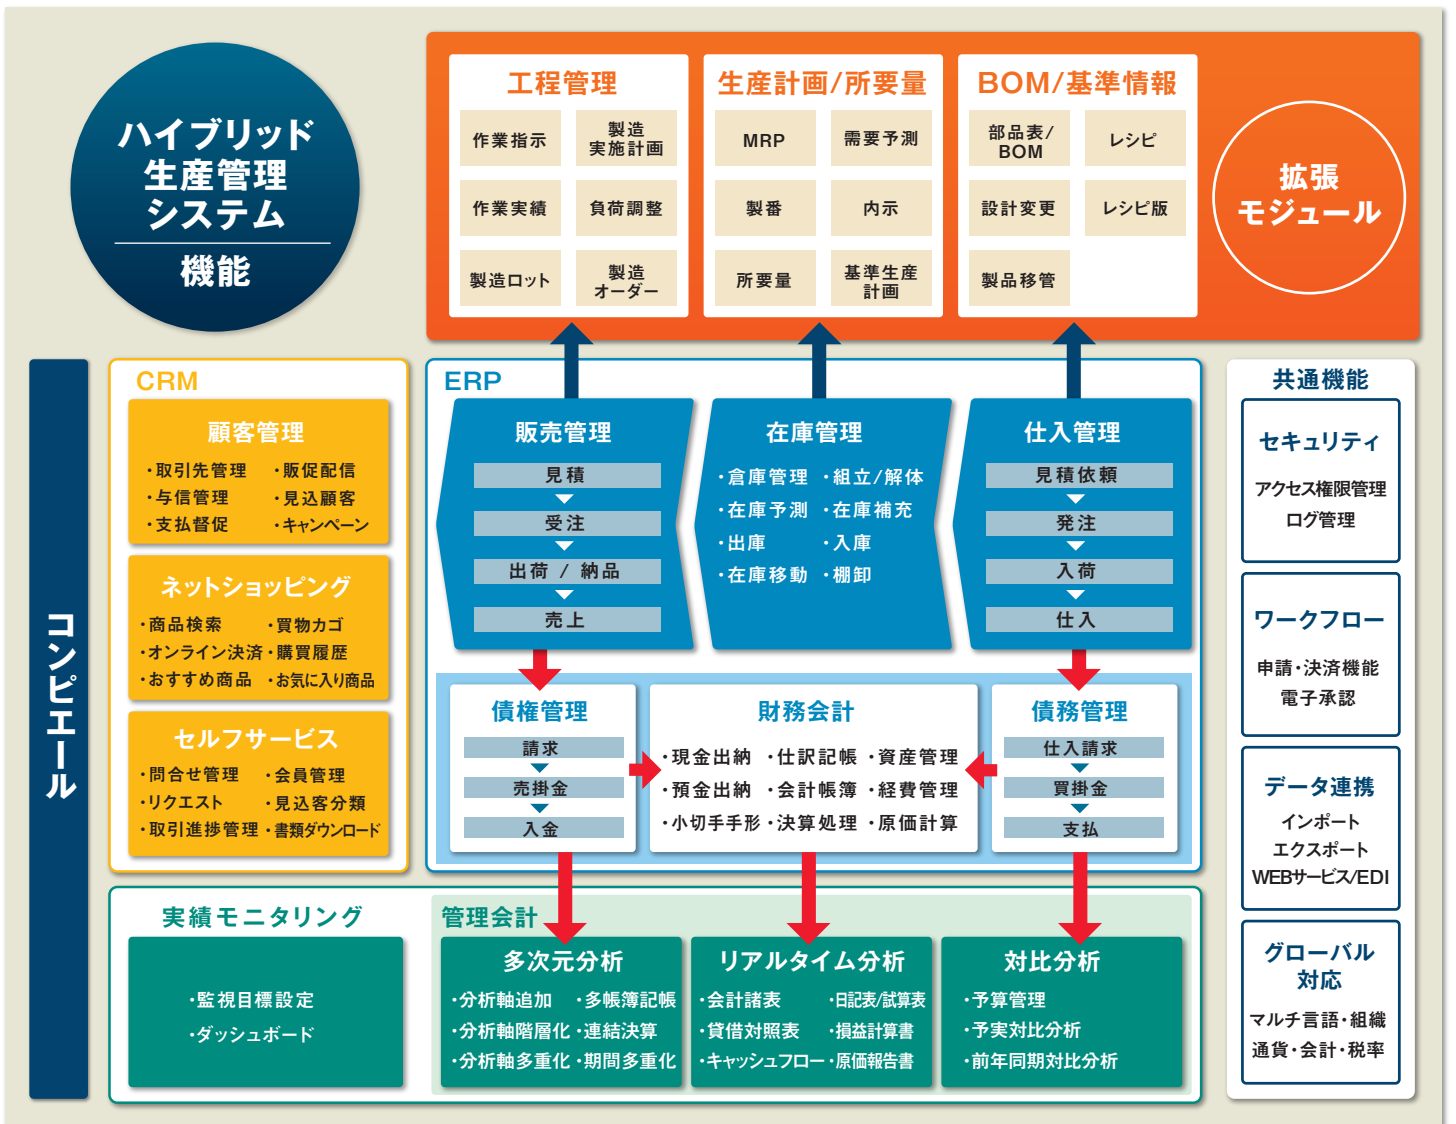 ハイブリッド
生産管理
システム
機能
工程管理
作業指示
製造
実施計画
作業実績
負荷調整
製造ロット
製造
オーダー
生産計画/所要量
MRP
需要予測
製番
内示
所要量
基準生産
計画
BOM/基準情報
部品表/
BOM
レシピ
設計変更
レシピ版
製品移管
拡張
モジュール
コンピエール
CRM
顧客管理
・取引先管理 ・販促配信
・与信管理 ・見込顧客
・支払督促 ・キャンペーン
ネットショッピング
・商品検索 ・買物カゴ
・オンライン決済 ・購買履歴
・おすすめ商品 ・お気に入り商品
セルフサービス
・問合せ管理 ・会員管理
・リクエスト ・見込客分類
・取引進捗管理 ・書類ダウンロード
ERP
販売管理
見積
受注
出荷 / 納品
売上
在庫管理
・倉庫管理 ・組立/解体
・在庫予測 ・在庫補充
・出庫 ・入庫
・在庫移動 ・棚卸
仕入管理
見積依頼
発注
入荷
仕入
債権管理
請求
売掛金
入金
財務会計
・現金出納 ・仕訳記帳 ・資産管理
・預金出納 ・会計帳簿 ・経費管理
・小切手手形 ・決算処理 ・原価計算
債務管理
仕入請求
買掛金
支払
実績モニタリング
・監視目標設定
・ダッシュボード
管理会計
多次元分析
・分析軸追加 ・多帳簿記帳
・分析軸階層化 ・連結決算
・分析軸多重化 ・期間多重化
リアルタイム分析
・会計諸表 ・日記表/試算表
・貸借対照表 ・損益計算書
・キャッシュフロー ・原価報告書
対比分析
・予算管理
・予実対比分析
・前年同期対比分析
共通機能
セキュリティ
アクセス権限管理
ログ管理
ワークフロー
申請・決済機能
電子承認
データ連携
インポート
エクスポート
WEBサービス/EDI
グローバル
対応
マルチ言語・組織
通貨・会計・税率